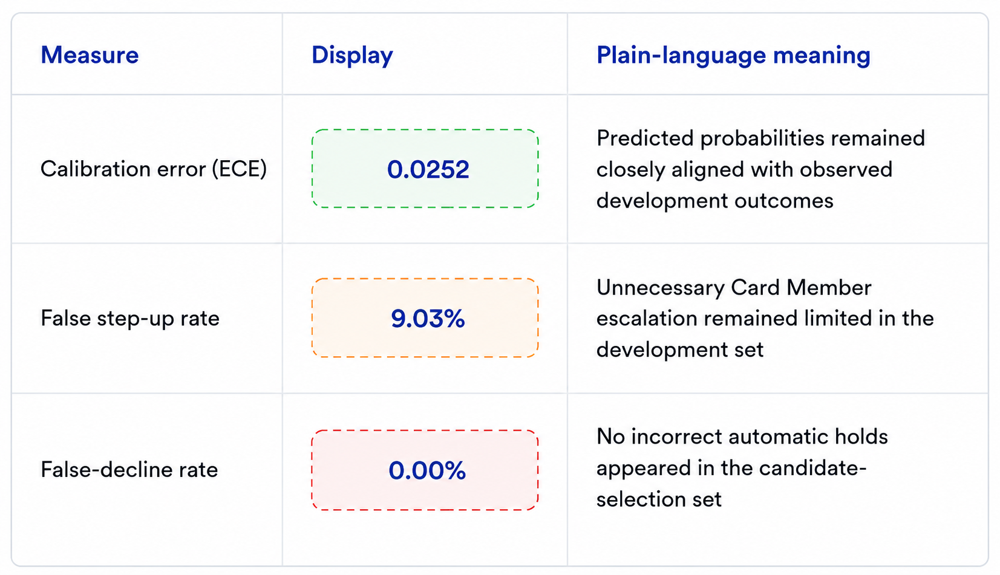 Measure
Display
Plain-language meaning
Calibration error (ECE)
0.0252
Predicted probabilities remained
closely aligned with observed
development outcomes
False step-up rate
9.03%
Unnecessary Card Member
escalation remained limited in the
development set
False-decline rate
0.00%
No incorrect automatic holds
appeared in the candidate-
selection set